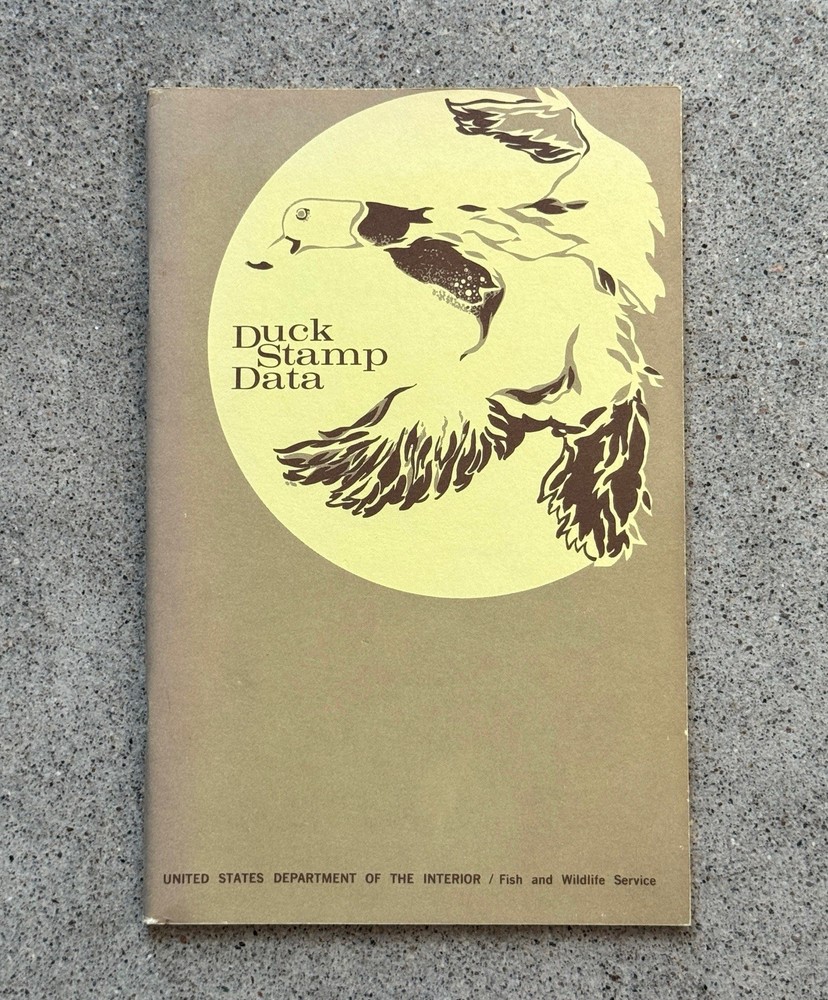 Duck
Stamp
Data
UNITED STATES DEPARTMENT OF THE INTERIOR / Fish and Wildlife Service